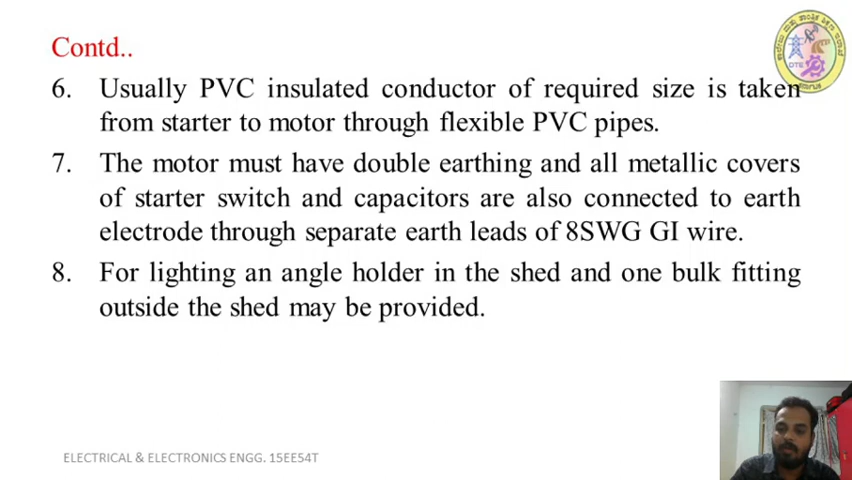 Contd..
6. Usually PVC insulated conductor of required size is taken
from starter to motor through flexible PVC pipes.
7. The motor must have double earthing and all metallic covers
of starter switch and capacitors are also connected to earth
electrode through separate earth leads of 8SWG GI wire.
8. For lighting an angle holder in the shed and one bulk fitting
outside the shed may be provided.
DTE
ELECTRICAL & ELECTRONICS ENGG. 15EE54T